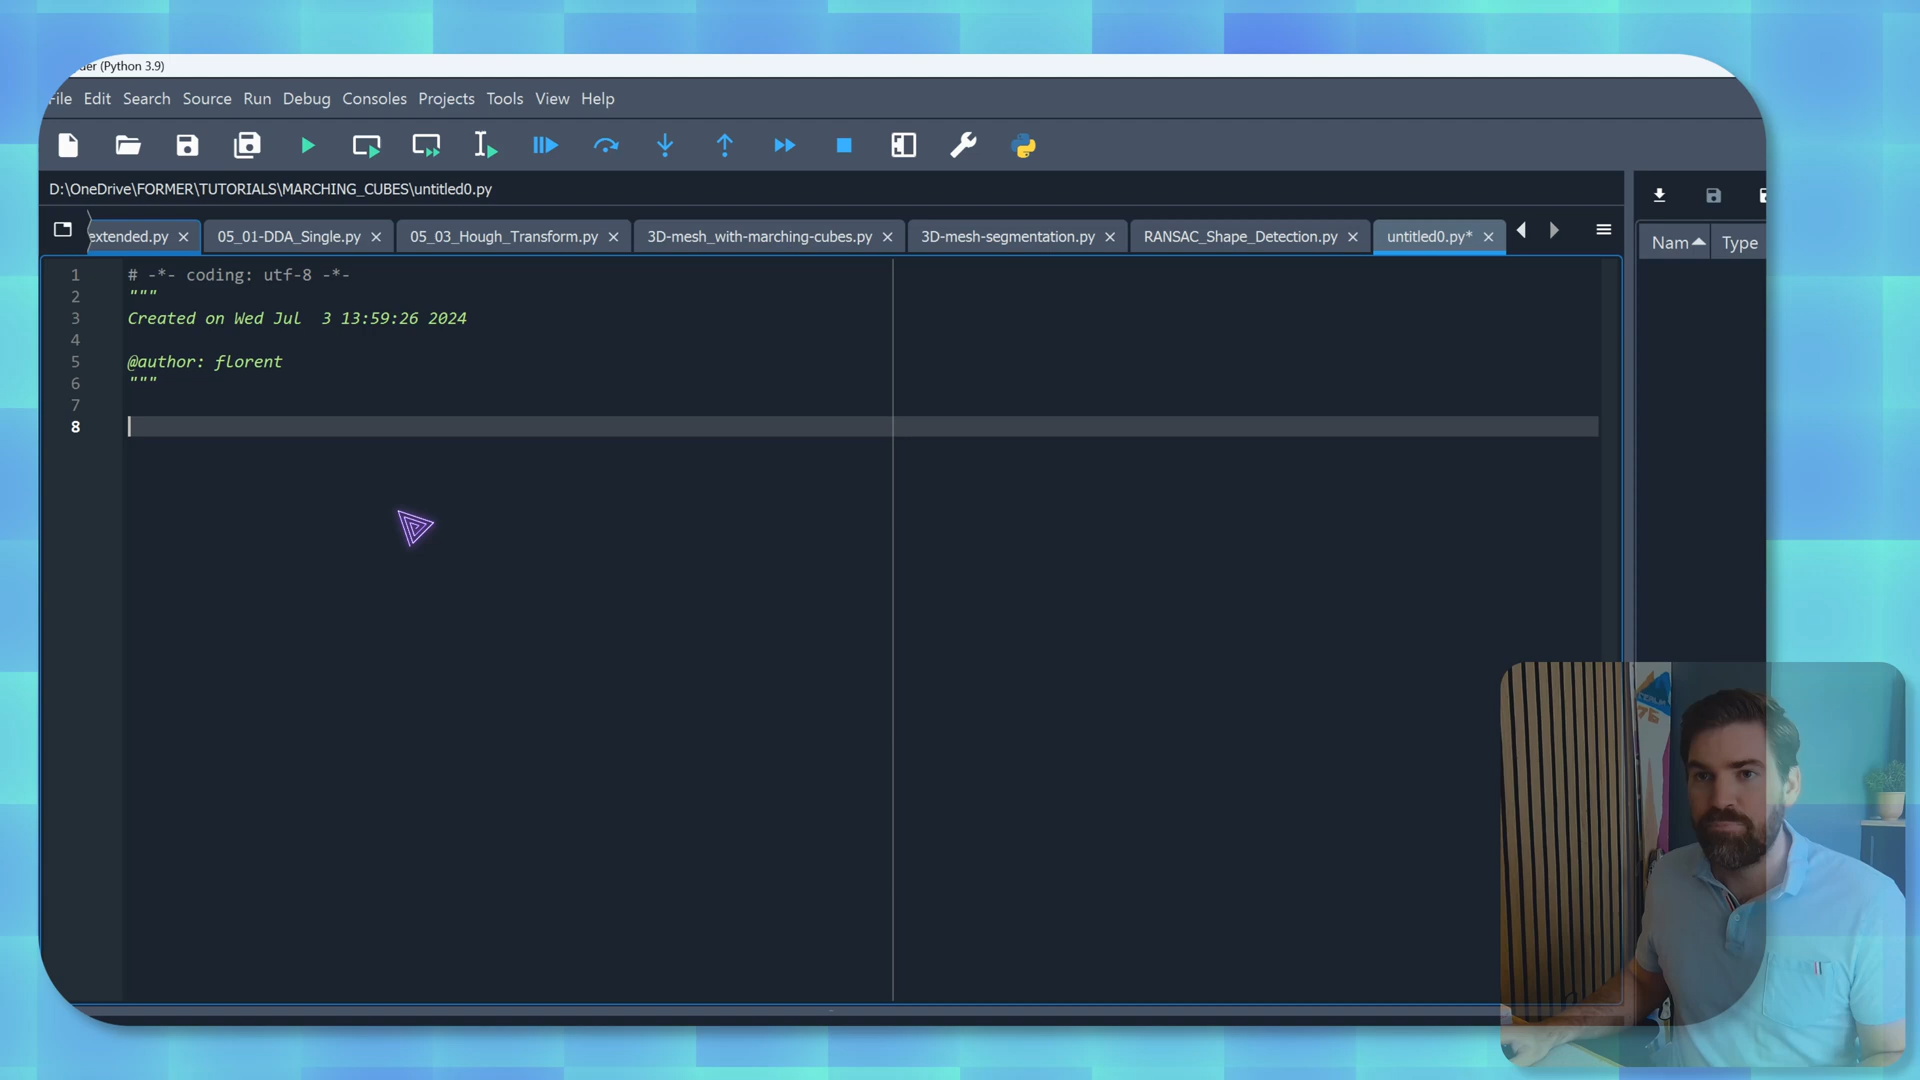 der (Python 3.9)
File Edit Search Source Run Debug Consoles Projects Tools View Help
D:\OneDrive\FORMER\TUTORIALS\MARCHING_CUBES\untitled0.py
extended.py 05_01-DDA_Single.py 05_03_Hough_Transform.py 3D-mesh_with-marching-cubes.py 3D-mesh-segmentation.py RANSAC_Shape_Detection.py untitled0.py*
Nam Type
1 # -*- coding: utf-8 -*-
2 """
3 Created on Wed Jul  3 13:59:26 2024
4
5 @author: florent
6 """
7
8
76